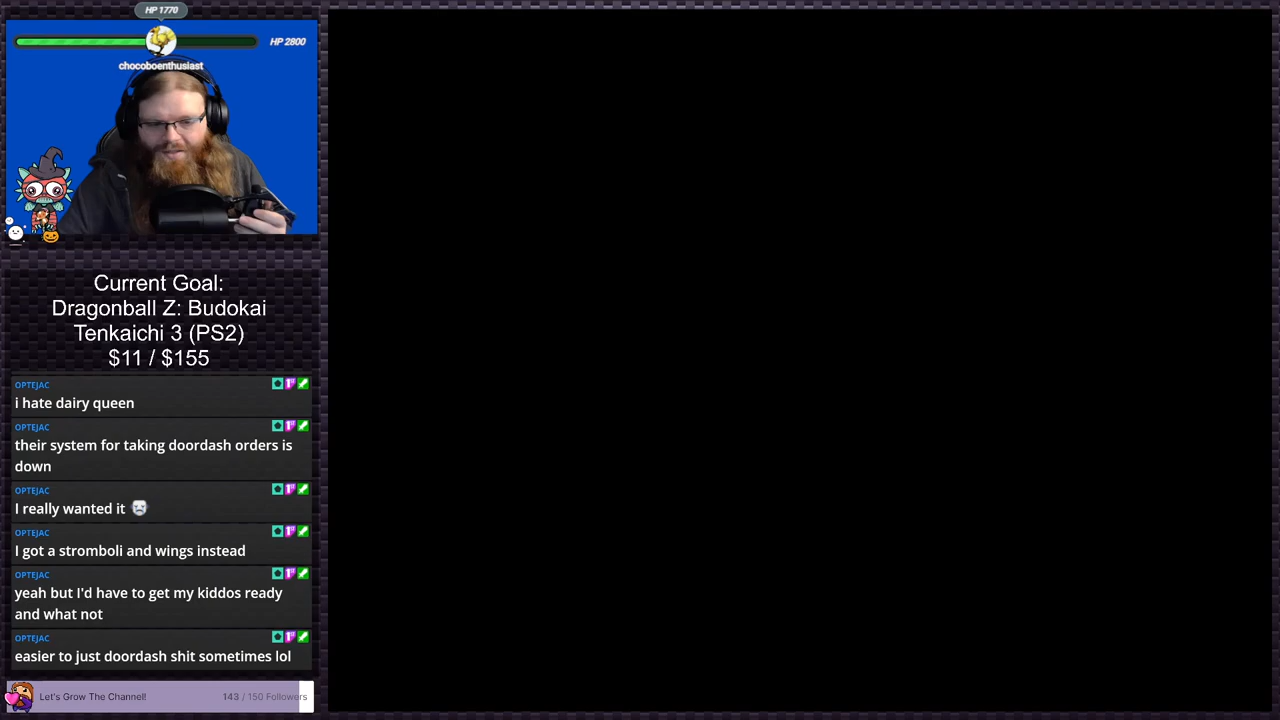 HP 1770
HP 2800
chocoboenthusiast
Current Goal:
Dragonball Z: Budokai
Tenkaichi 3 (PS2)
$11 / $155
OPTEJAC
i hate dairy queen
OPTEJAC
their system for taking doordash orders is
down
OPTEJAC
I really wanted it
OPTEJAC
I got a stromboli and wings instead
OPTEJAC
yeah but I'd have to get my kiddos ready
and what not
OPTEJAC
easier to just doordash shit sometimes lol
Let's Grow The Channel! 143 / 150 Followers